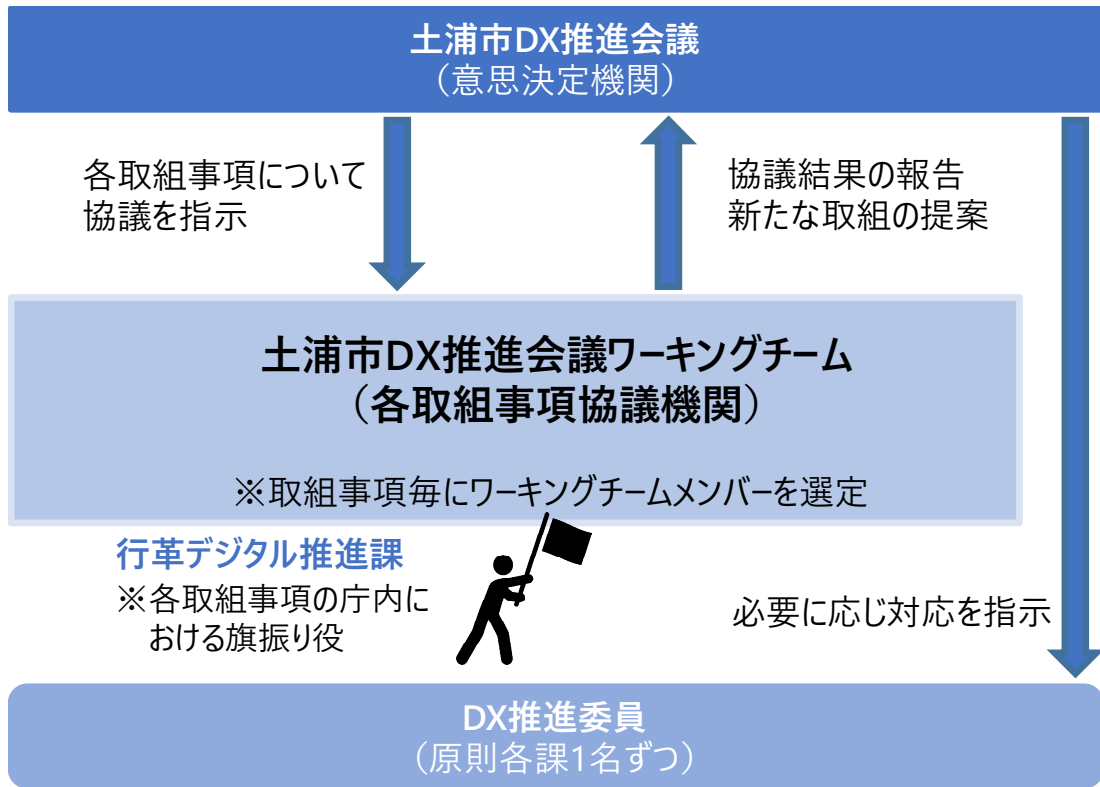 土浦市DX推進会議
（意思決定機関）
各取組事項について
協議を指示
協議結果の報告
新たな取組の提案
土浦市DX推進会議ワーキングチーム
（各取組事項協議機関）
※取組事項毎にワーキングチームメンバーを選定
行革デジタル推進課
※各取組事項の庁内に
おける旗振り役
必要に応じ対応を指示
DX推進委員
（原則各課1名ずつ）